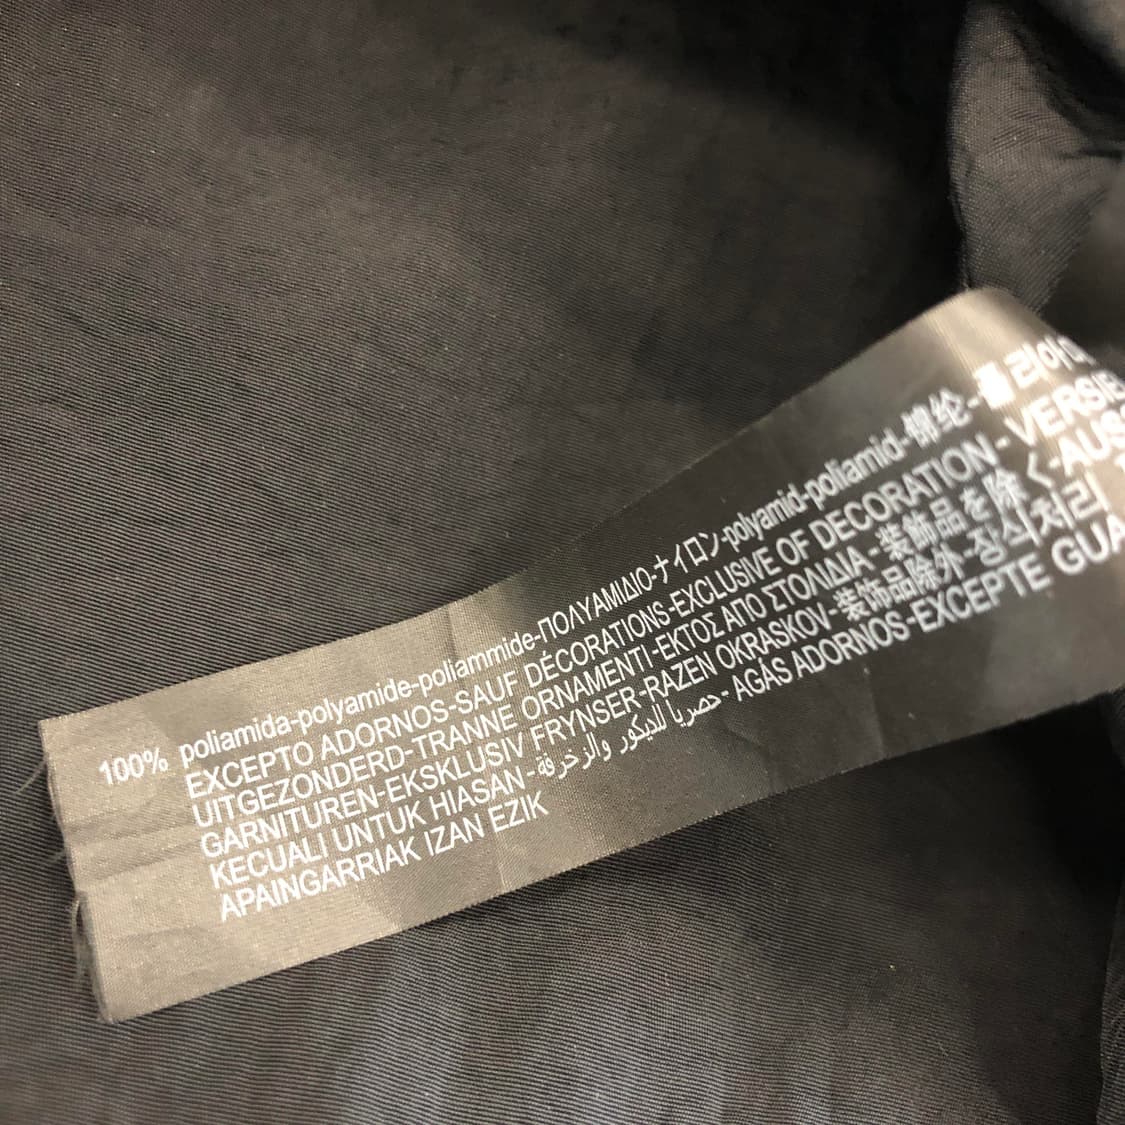 100% poliamida-polyamide-poliammide-ΠΟΛΥΑΜΙΔΙΟ-ナイロン-polyamid-poliamid-锦纶-폴리아미
EXCEPTO ADORNOS-SAUF DÉCORATIONS-EXCLUSIVE OF DECORATION-VERSIE
UITGEZONDERD-TRANNE ORNAMENTI-ΕΚΤΟΣ ΑΠΟ ΣΤΟΛΙΔΙΑ-装飾品を除く-AUS
GARNITUREN-EKSKLUSIV FRYNSER-RAZEN OKRASKOV-装饰品除外-장식처리
KECUALI UNTUK HIASAN-حصريا للديكور والزخرفة-AGÁS ADORNOS-EXCEPTE GUA
APAINGARRIAK IZAN EZIK